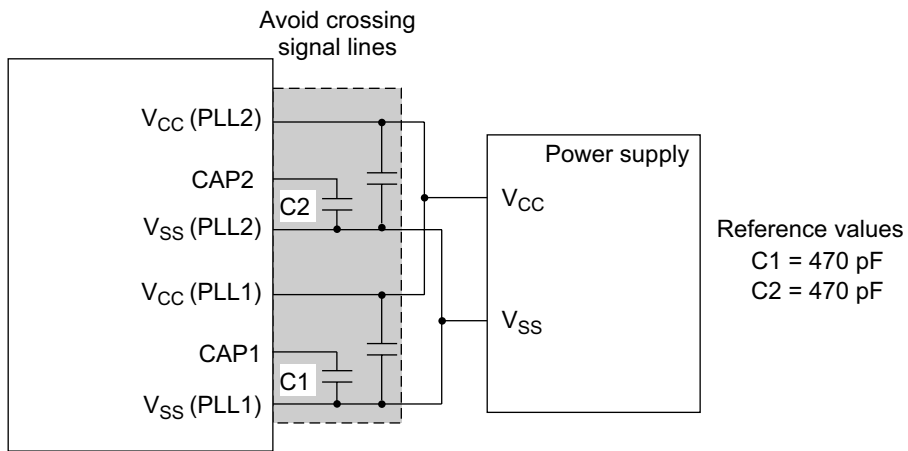 Avoid crossing
signal lines
VCC (PLL2)
CAP2
C2
VSS (PLL2)
VCC (PLL1)
CAP1
C1
VSS (PLL1)
Power supply
VCC
VSS
Reference values
C1 = 470 pF
C2 = 470 pF